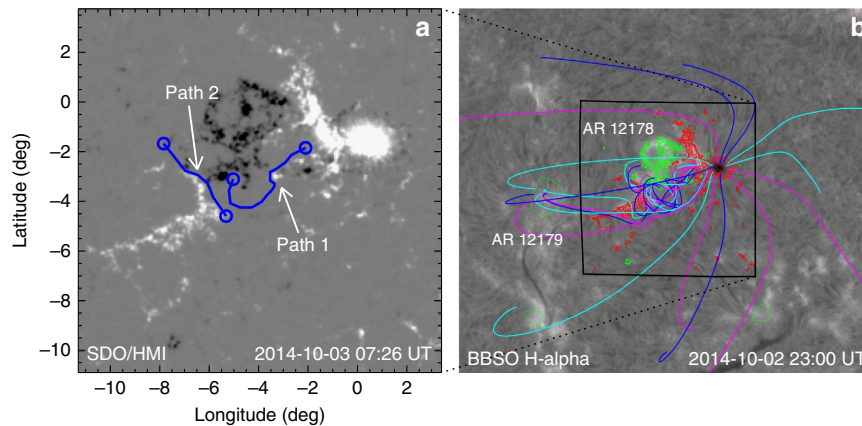 a
Path 2
Path 1
SDO/HMI
2014-10-03 07:26 UT
2
0
−2
−4
−6
−8
−10
Latitude (deg)
−10
−8
−6
−4
−2
0
2
Longitude (deg)
b
AR 12178
AR 12179
BBSO H-alpha
2014-10-02 23:00 UT